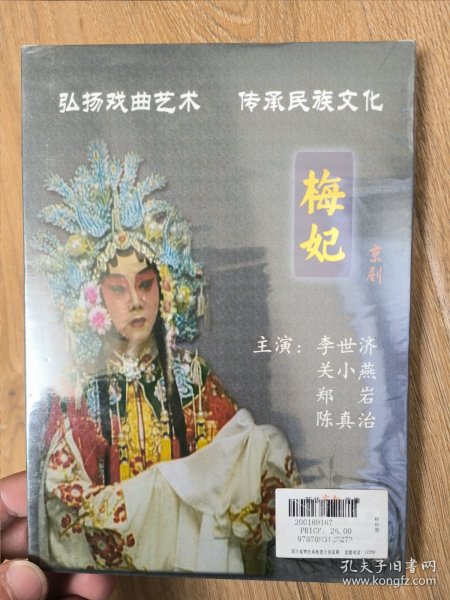 弘扬戏曲艺术 传承民族文化
梅妃
京剧
主演：李世济
关小燕
郑 岩
陈真治
200169167
PRICE: 28.00
孔夫子旧书网
www.kongfz.com